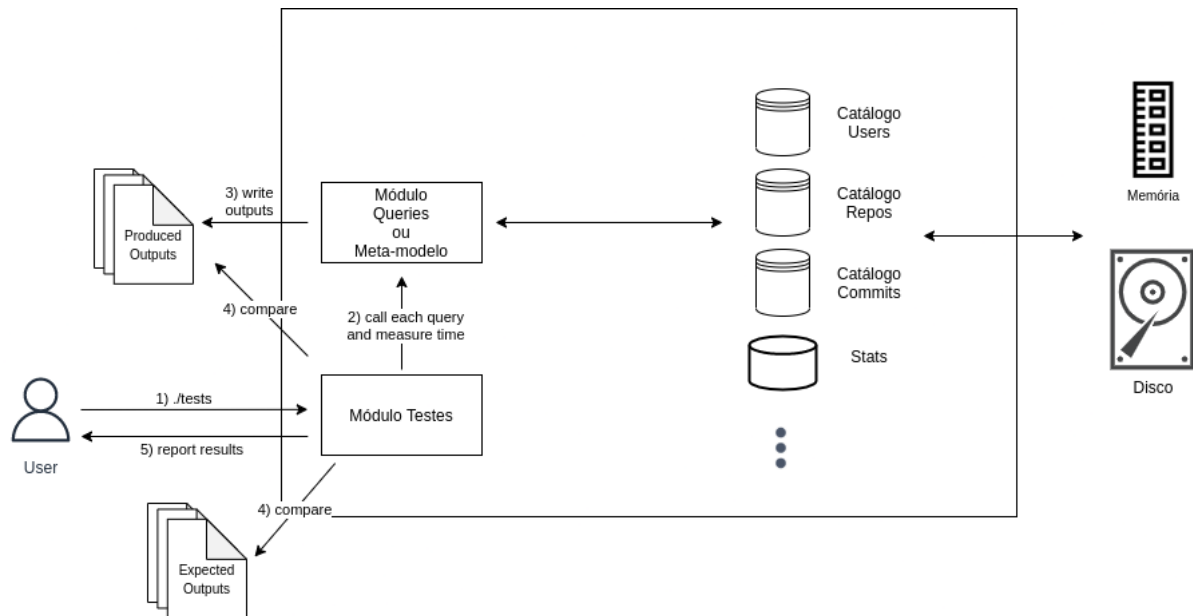 Catálogo
Users
Catálogo
Repos
Catálogo
Commits
Stats
Memória
Disco
Módulo
Queries
ou
Meta-modelo
3) write
outputs
Produced
Outputs
4) compare
2) call each query
and measure time
Módulo Testes
1) ./tests
5) report results
User
4) compare
Expected
Outputs